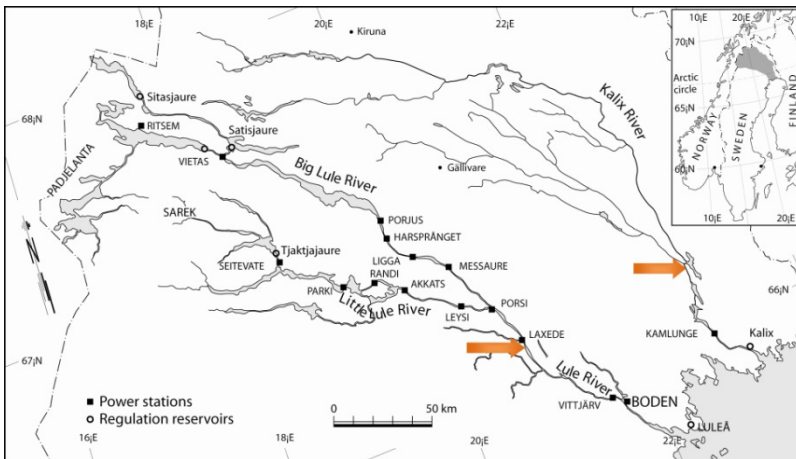 18¡E
20¡E
22¡E
10¡E
20¡E
30¡E
70¡N
Arctic
circle
65¡N
60¡N
NORWAY
SWEDEN
FINLAND
10¡E
20¡E
Kiruna
Sitasjaure
68¡N
RITSEM
Satisjaure
VIETAS
PADJELANTA
Big Lule River
Gällivare
Kalix River
SAREK
PORJUS
HARSPRÅNGET
Tjaktjajaure
SEITEVATE
LIGGA
MESSAURE
RANDI
PARKI
AKKATS
Little Lule River
LEYSI
PORSI
66¡N
KAMLUNGE
Kalix
LAXEDE
67¡N
Lule River
VITTJÄRV
BODEN
LULEÅ
Power stations
Regulation reservoirs
0
50 km
16¡E
18¡E
20¡E
22¡E